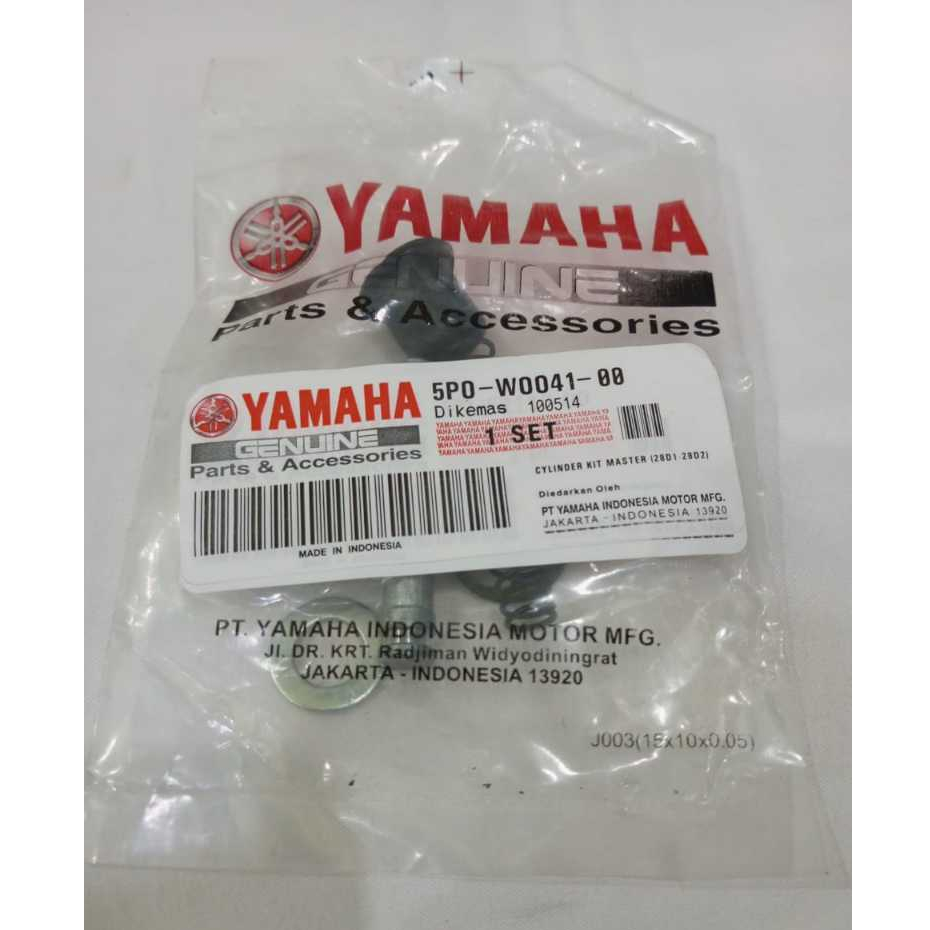 YAMAHA
GENUINE
Parts & Accessories
YAMAHA
GENUINE
Parts & Accessories
MADE IN INDONESIA
5P0-W0041-00
Dikemas 100514
1 SET
CYLINDER KIT MASTER (28D1-28D2)
Diedarkan Oleh
PT YAMAHA INDONESIA MOTOR MFG.
JAKARTA - INDONESIA 13920
PT. YAMAHA INDONESIA MOTOR MFG.
Jl. DR. KRT. Radjiman Widyodiningrat
JAKARTA - INDONESIA 13920
J003(15x10x0.05)